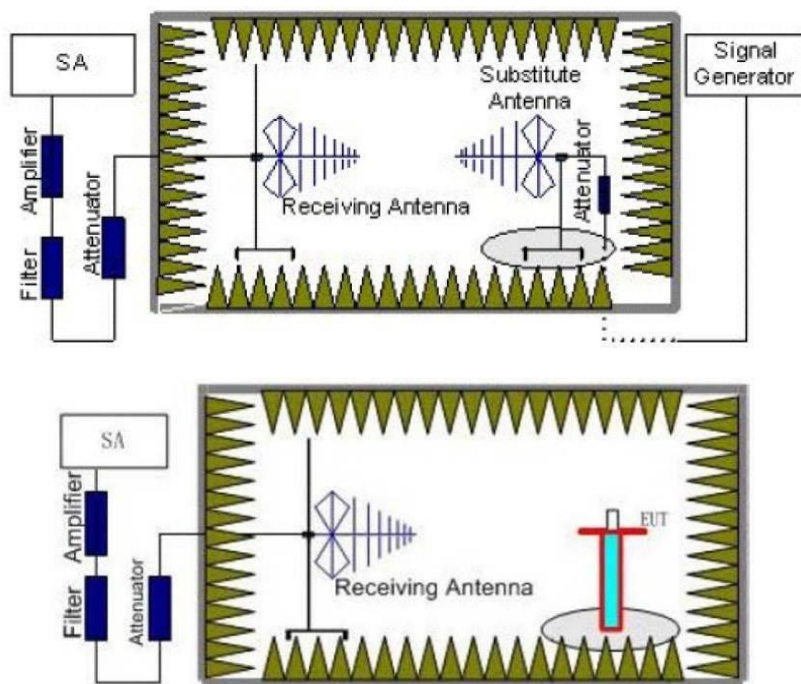 SA
Signal
Generator
Substitute
Antenna
Amplifier
Filter
Attenuator
Receiving Antenna
Attenuator
SA
Amplifier
Filter
Attenuator
Receiving Antenna
EUT